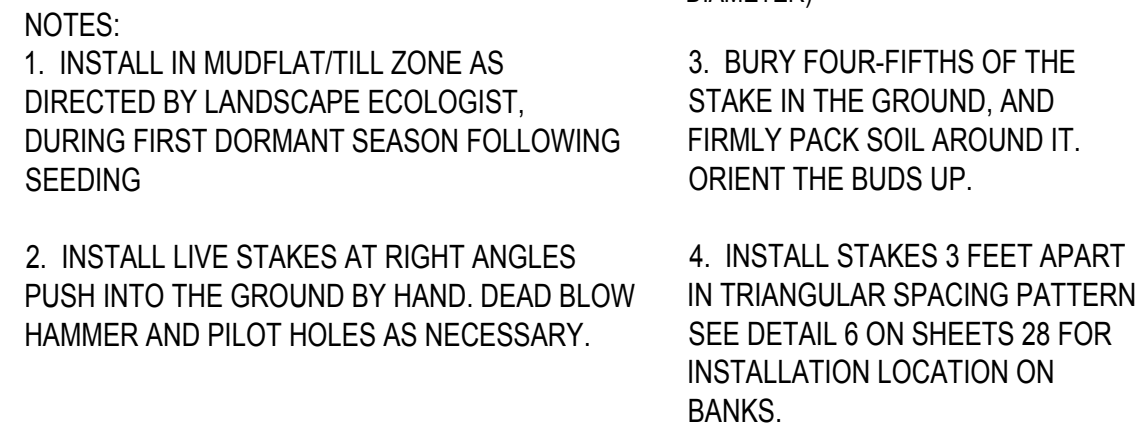 NOTES:
1. INSTALL IN MUDFLAT/TILL ZONE AS
DIRECTED BY LANDSCAPE ECOLOGIST,
DURING FIRST DORMANT SEASON FOLLOWING
SEEDING
2. INSTALL LIVE STAKES AT RIGHT ANGLES
PUSH INTO THE GROUND BY HAND. DEAD BLOW
HAMMER AND PILOT HOLES AS NECESSARY.
DIAMETER)
3. BURY FOUR-FIFTHS OF THE
STAKE IN THE GROUND, AND
FIRMLY PACK SOIL AROUND IT.
ORIENT THE BUDS UP.
4. INSTALL STAKES 3 FEET APART
IN TRIANGULAR SPACING PATTERN
SEE DETAIL 6 ON SHEETS 28 FOR
INSTALLATION LOCATION ON
BANKS.